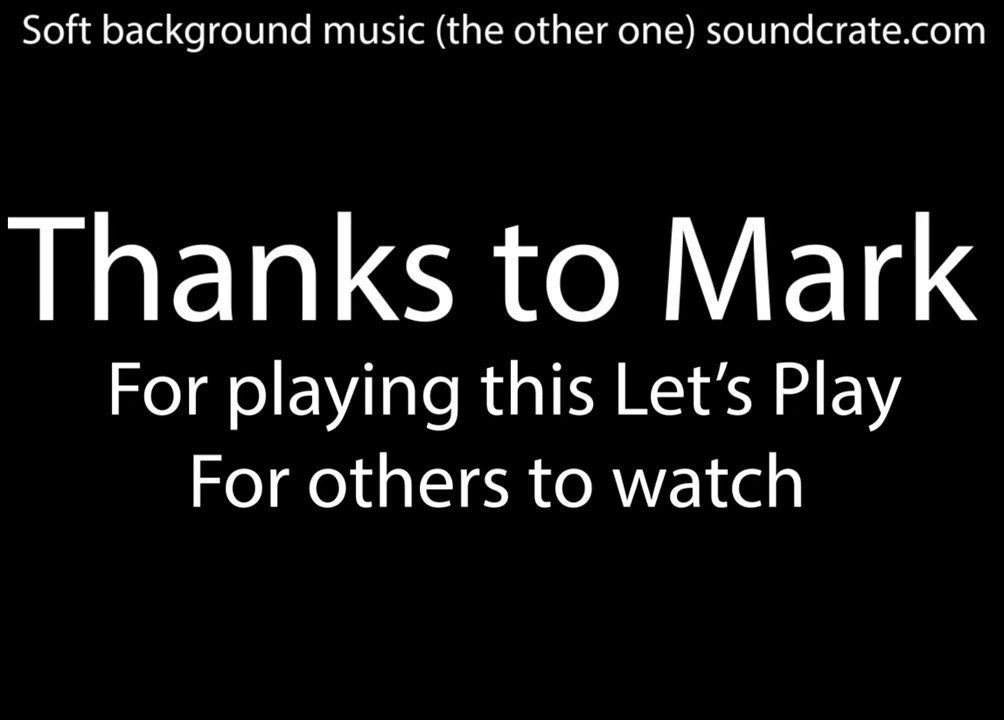 Soft background music (the other one) soundcrate.com
Thanks to Mark
For playing this Let’s Play
For others to watch